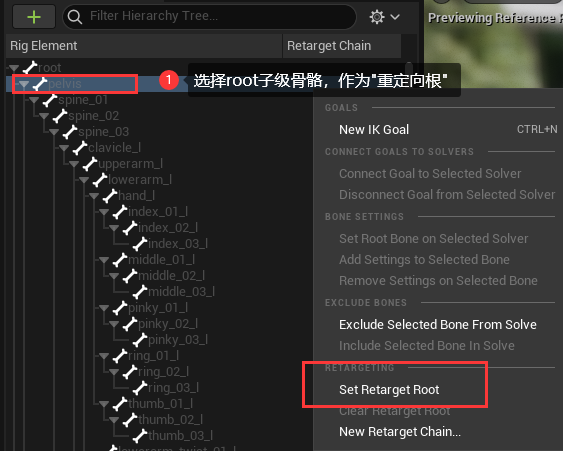 Filter Hierarchy Tree...
Previewing Reference
Rig Element
Retarget Chain
root
pelvis
1
选择root子级骨骼，作为"重定向根"
spine_01
spine_02
spine_03
clavicle_l
upperarm_l
lowerarm_l
hand_l
index_01_l
index_02_l
index_03_l
middle_01_l
middle_02_l
middle_03_l
pinky_01_l
pinky_02_l
pinky_03_l
ring_01_l
ring_02_l
ring_03_l
thumb_01_l
thumb_02_l
thumb_03_l
lowerarm_twist_01_l
GOALS
New IK Goal
CTRL+N
CONNECT GOALS TO SOLVERS
Connect Goal to Selected Solver
Disconnect Goal from Selected Solver
BONE SETTINGS
Set Root Bone on Selected Solver
Add Settings to Selected Bone
Remove Settings on Selected Bone
EXCLUDE BONES
Exclude Selected Bone From Solve
Include Selected Bone In Solve
RETARGETING
Set Retarget Root
Clear Retarget Root
New Retarget Chain...